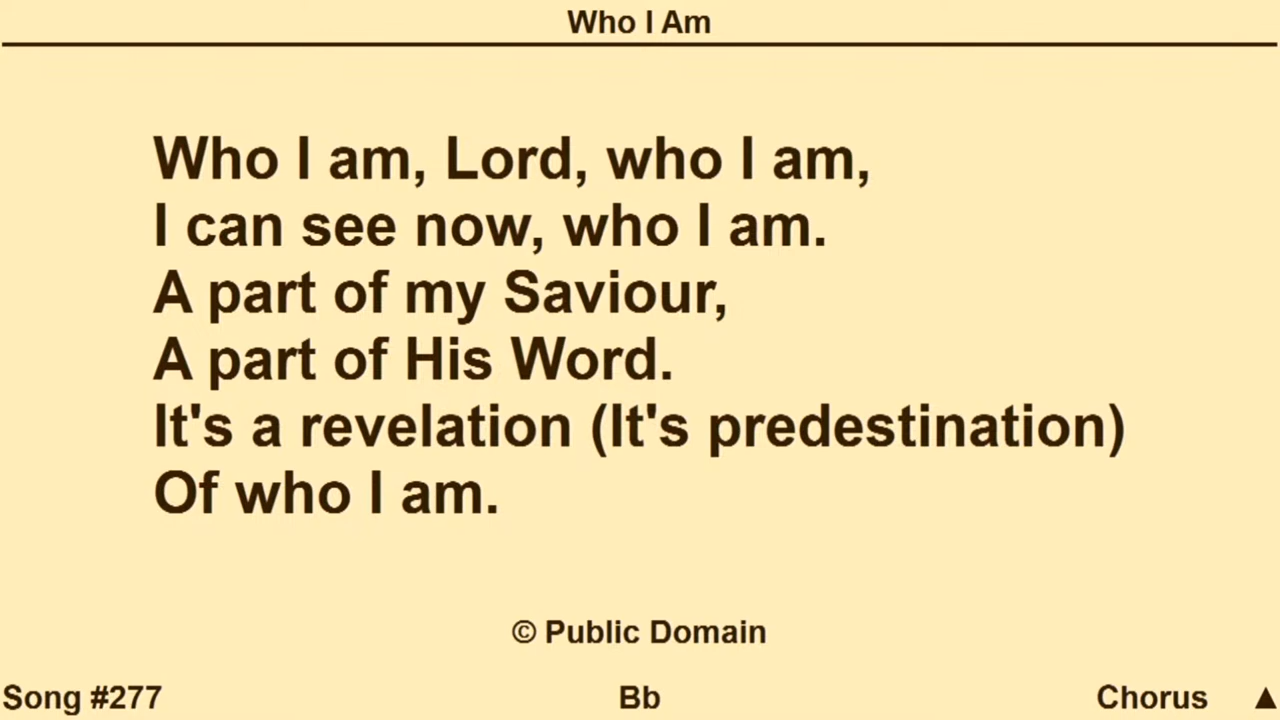 Who I Am
Who I am, Lord, who I am,
I can see now, who I am.
A part of my Saviour,
A part of His Word.
It's a revelation (It's predestination)
Of who I am.
© Public Domain
Song #277 Bb Chorus ▲